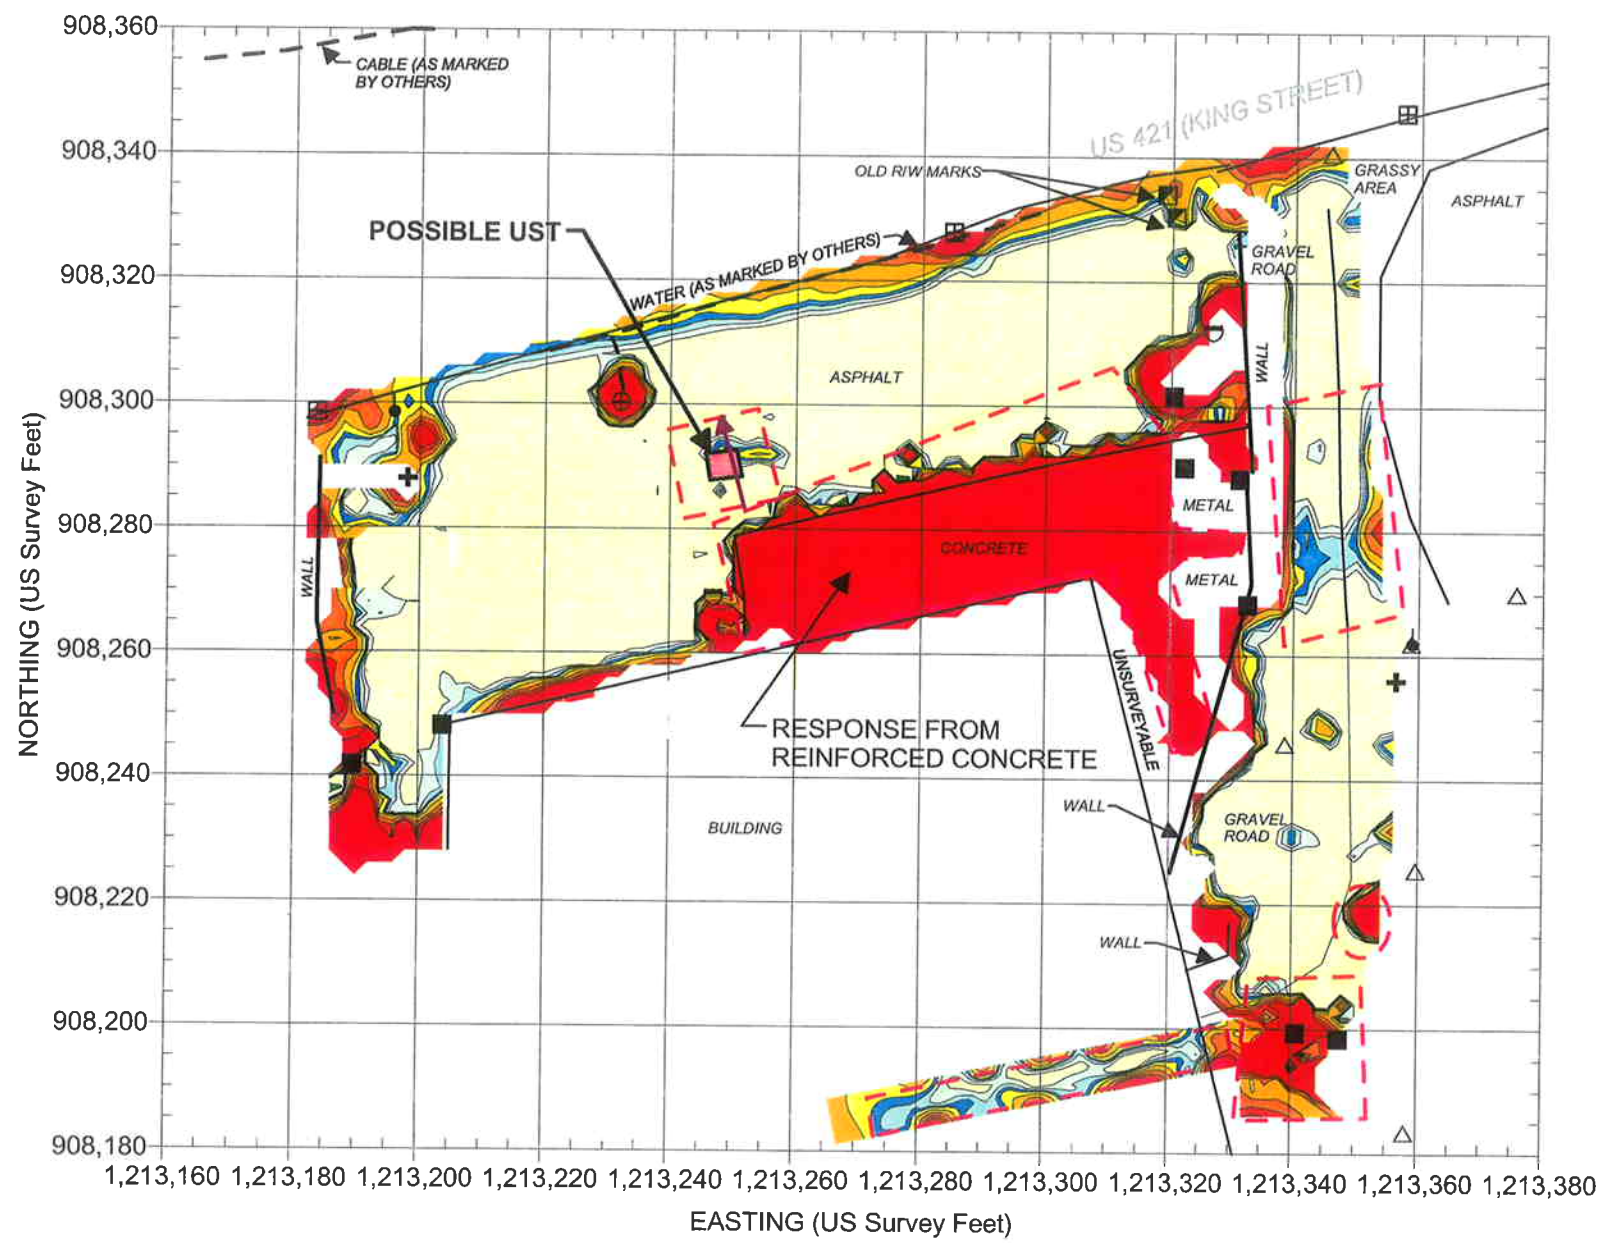 908,360
CABLE (AS MARKED
BY OTHERS)
US 421 (KING STREET)
908,340
OLD R/W MARKS
GRASSY
AREA
ASPHALT
POSSIBLE UST
WATER (AS MARKED BY OTHERS)
GRAVEL
ROAD
908,320
ASPHALT
WALL
908,300
METAL
908,280
CONCRETE
METAL
WALL
908,260
UNSURVEYABLE
RESPONSE FROM
REINFORCED CONCRETE
908,240
WALL
BUILDING
GRAVEL
ROAD
908,220
WALL
908,200
908,180
NORTHING (US Survey Feet)
1,213,160 1,213,180 1,213,200 1,213,220 1,213,240 1,213,260 1,213,280 1,213,300 1,213,320 1,213,340 1,213,360 1,213,380
EASTING (US Survey Feet)